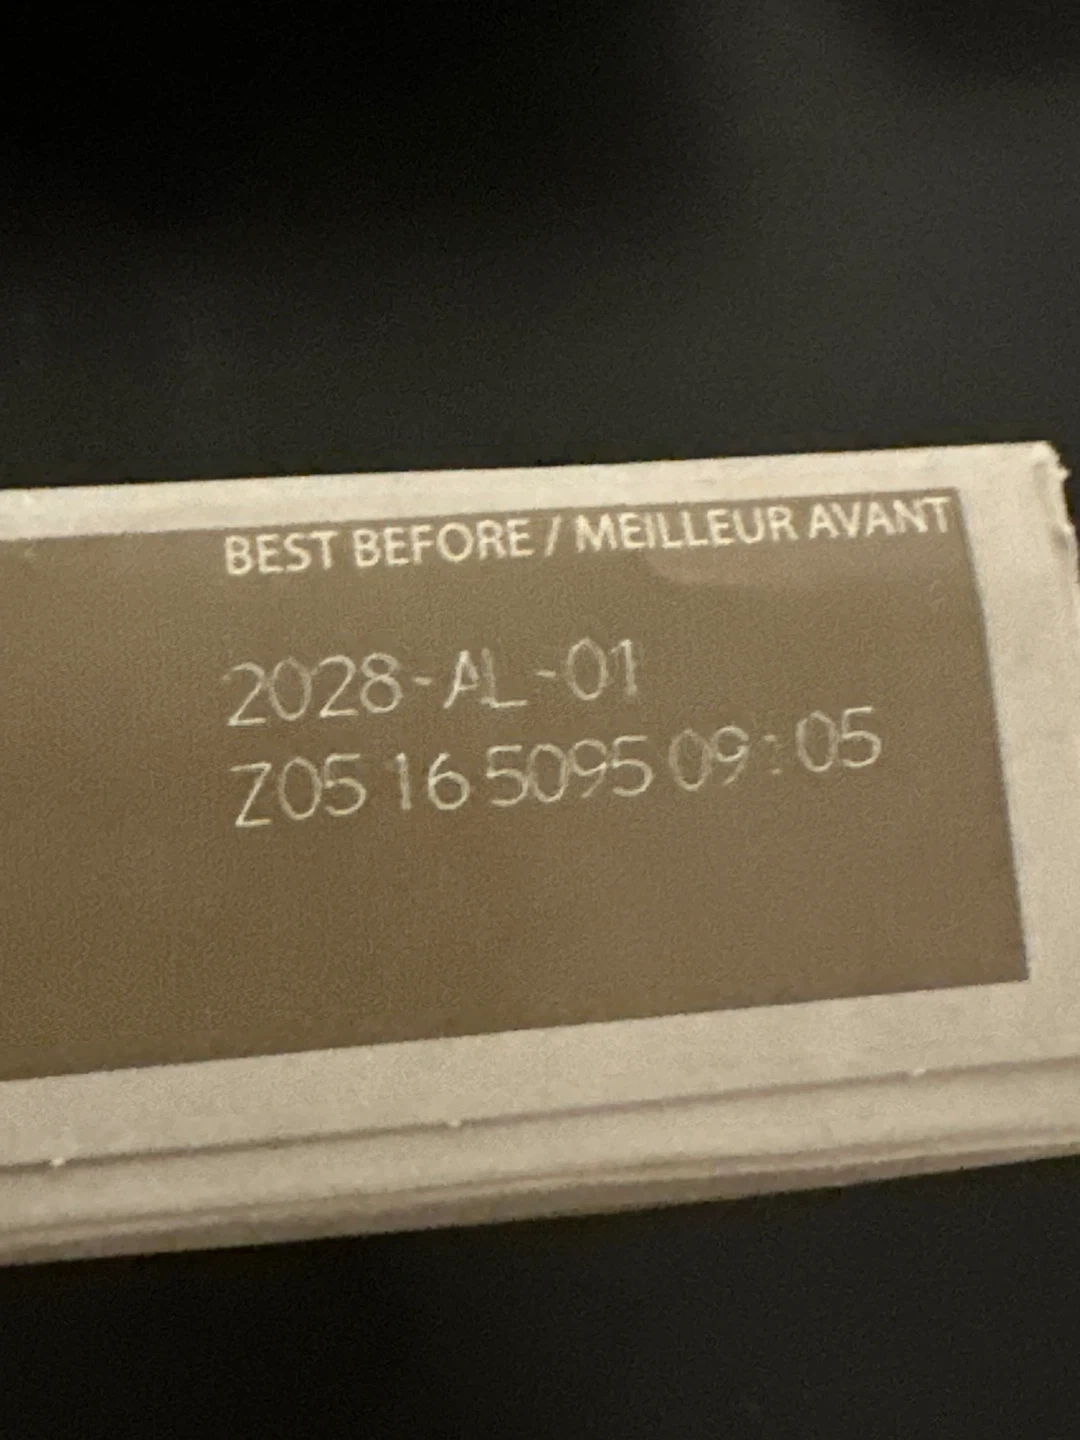 BEST BEFORE / MEILLEUR AVANT
2028-AL-01
Z05 16 5095 09:05